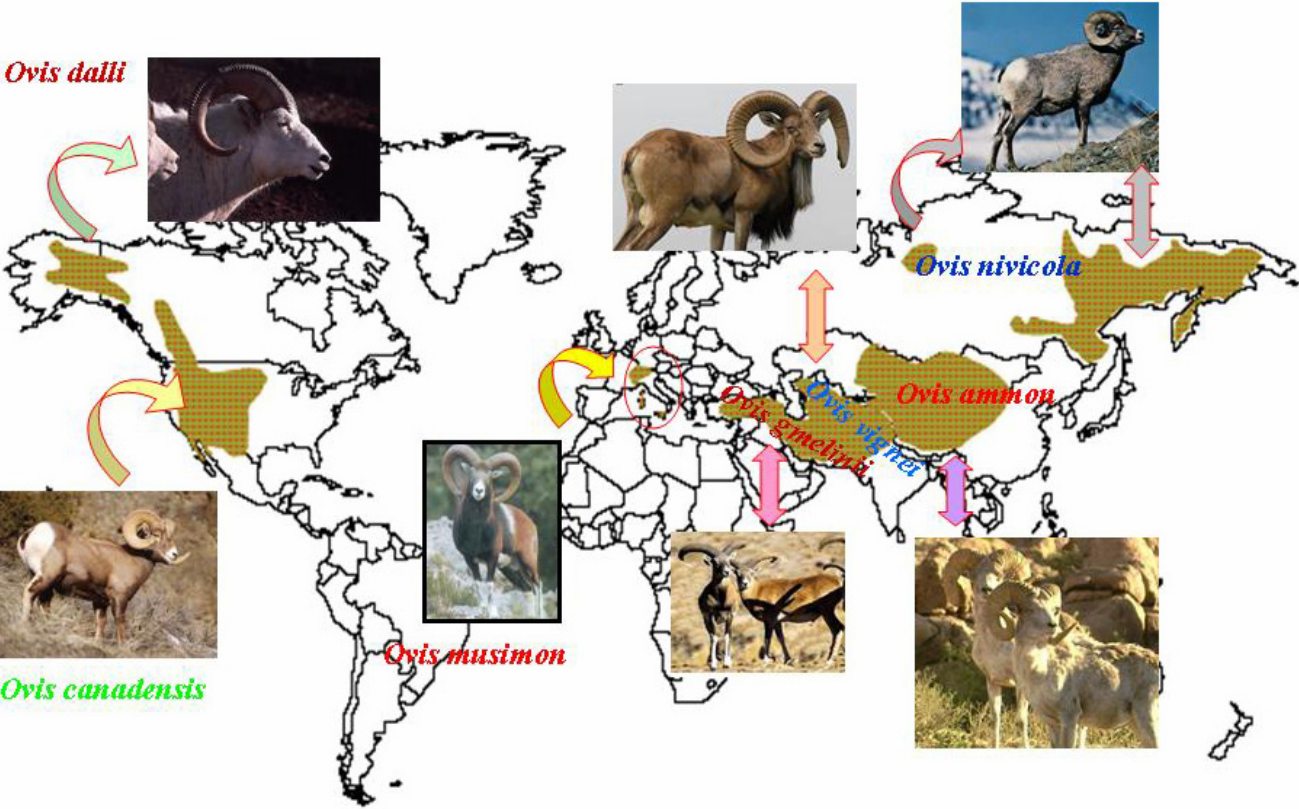 Ovis dalli
Ovis nivicola
Ovis ammon
Ovis vignei
Ovis gmelinii
Ovis musimon
Ovis canadensis